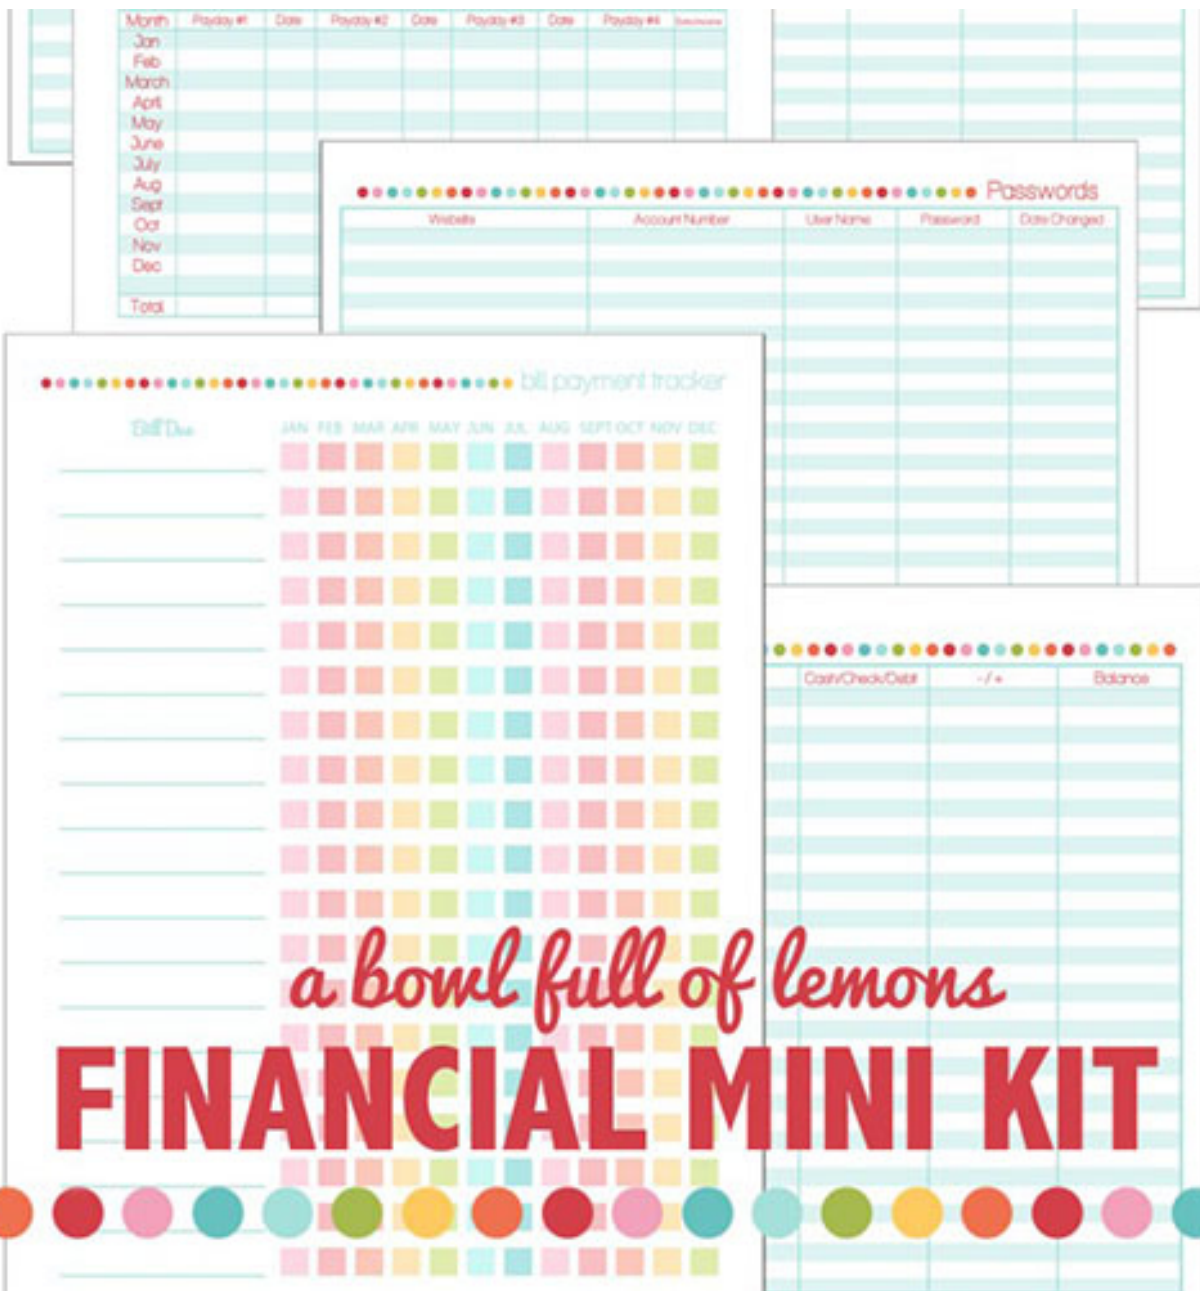 Month Payday #1 Date Payday #2 Date Payday #3 Date Payday #4
Jan
Feb
March
April
May
June
July
Aug
Sept
Oct
Nov
Dec
Total
Passwords
Website Account Number User Name Password Date Changed
bill payment tracker
Bill Due
JAN FEB MAR APR MAY JUN JUL AUG SEPT OCT NOV DEC
Cash/Check/Debit - / + Balance
a bowl full of lemons
FINANCIAL MINI KIT